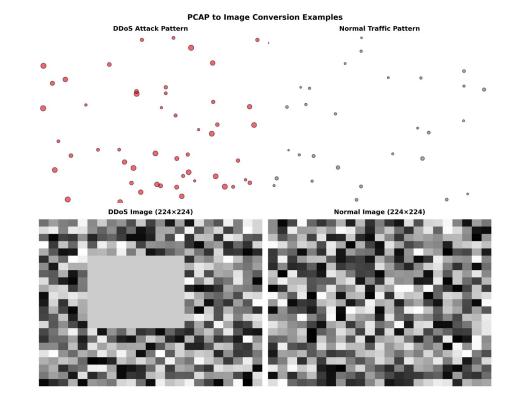 PCAP to Image Conversion Examples
DDoS Attack Pattern
Normal Traffic Pattern
DDoS Image (224×224)
Normal Image (224×224)